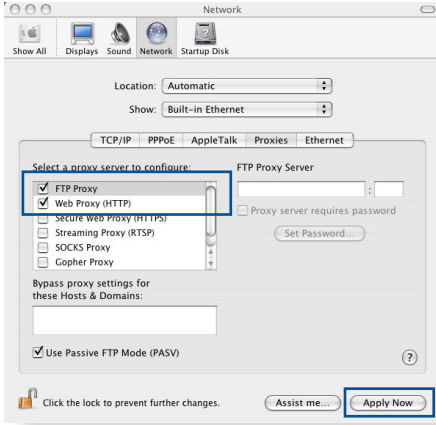 Network
Show All Displays Sound Network Startup Disk
Location: Automatic
Show: Built-in Ethernet
TCP/IP PPPoE AppleTalk Proxies Ethernet
Select a proxy server to configure: FTP Proxy Server
FTP Proxy :
Web Proxy (HTTP) Proxy server requires password
Secure Web Proxy (HTTPS)
Streaming Proxy (RTSP) Set Password...
SOCKS Proxy
Gopher Proxy
Bypass proxy settings for
these Hosts & Domains:
Use Passive FTP Mode (PASV) ?
Click the lock to prevent further changes. Assist me... Apply Now